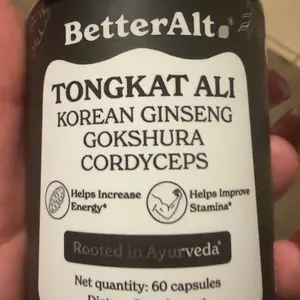 BetterAlt
TONGKAT ALI
KOREAN GINSENG
GOKSHURA
CORDYCEPS
Helps Increase
Energy*
Helps Improve
Stamina*
Rooted in Ayurveda*
Net quantity: 60 capsules